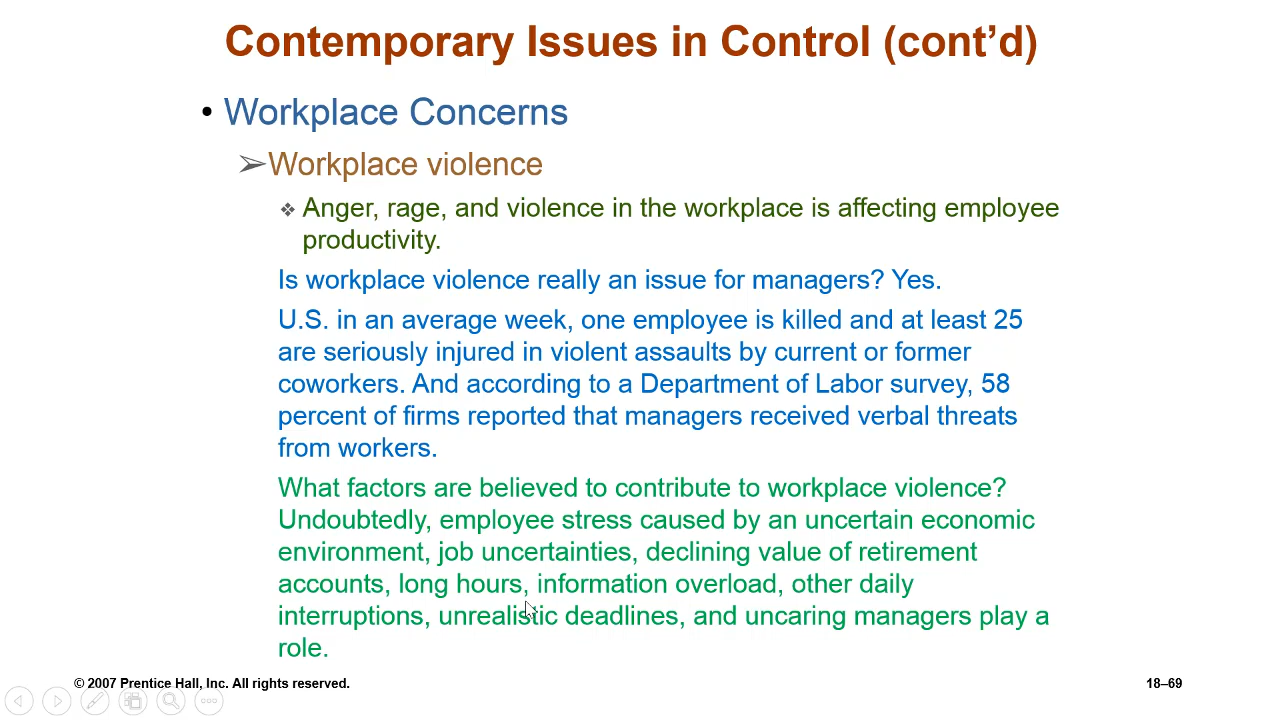 Contemporary Issues in Control (cont’d)
• Workplace Concerns
➢Workplace violence
❖ Anger, rage, and violence in the workplace is affecting employee
productivity.
Is workplace violence really an issue for managers? Yes.
U.S. in an average week, one employee is killed and at least 25
are seriously injured in violent assaults by current or former
coworkers. And according to a Department of Labor survey, 58
percent of firms reported that managers received verbal threats
from workers.
What factors are believed to contribute to workplace violence?
Undoubtedly, employee stress caused by an uncertain economic
environment, job uncertainties, declining value of retirement
accounts, long hours, information overload, other daily
interruptions, unrealistic deadlines, and uncaring managers play a
role.
© 2007 Prentice Hall, Inc. All rights reserved.
18–69